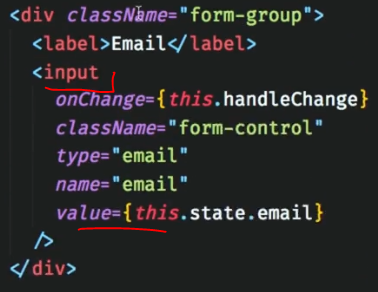 <div className="form-group">
<label>Email</label>
<input
onChange={this.handleChange}
className="form-control"
type="email"
name="email"
value={this.state.email}
/>
</div>